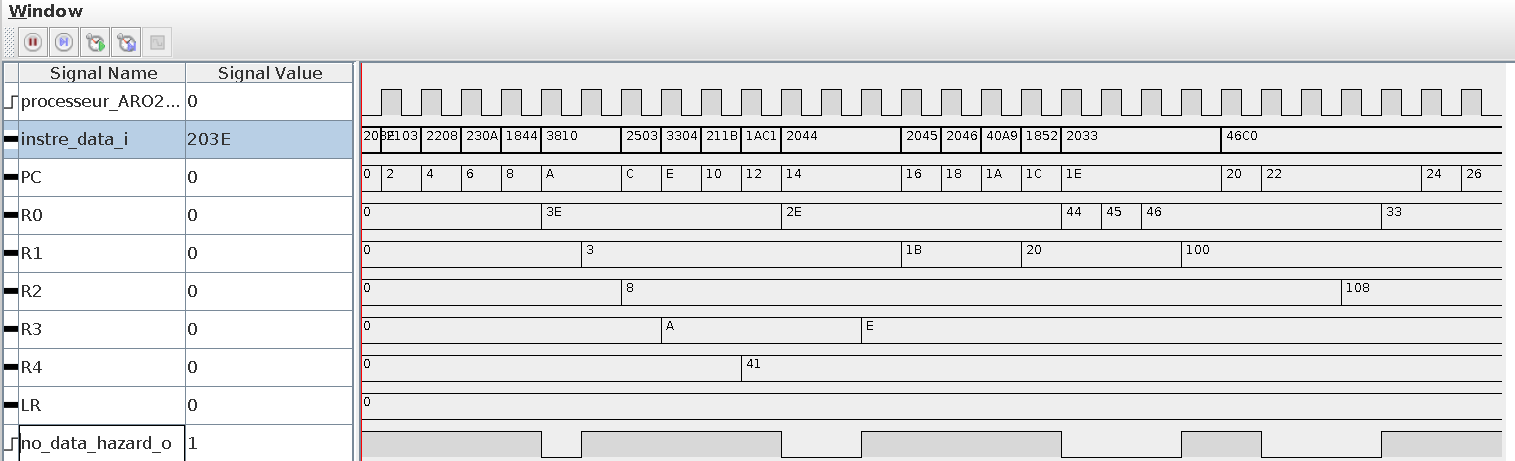 Window
Signal Name Signal Value
processeur_ARO2... 0
instre_data_i 203E 2103 2208 230A 1844 3810 2503 3304 211B 1AC1 2044 2045 2046 40A9 1852 2033 46C0
PC 0 0 2 4 6 8 A C E 10 12 14 16 18 1A 1C 1E 20 22 24 26
R0 0 0 3E 2E 44 45 46 33
R1 0 0 3 1B 20 100
R2 0 0 8 108
R3 0 0 A E
R4 0 0 41
LR 0 0
no_data_hazard_o 1